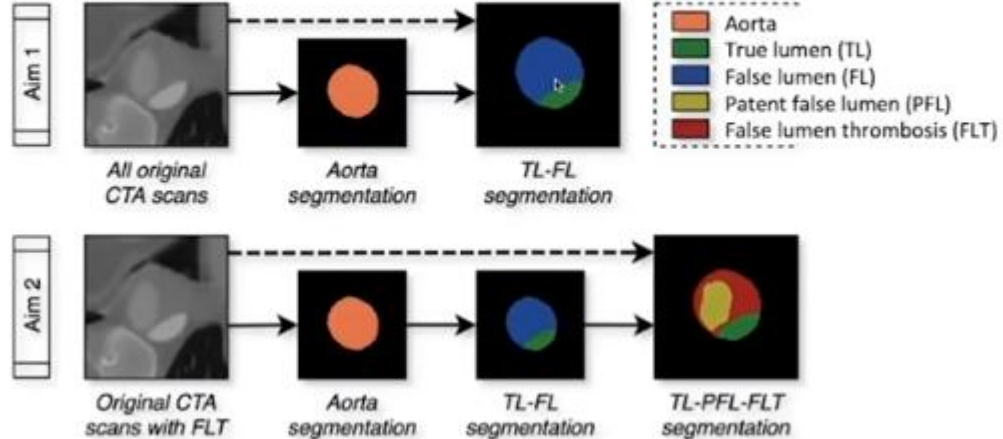 Aim 1
All original
CTA scans
Aorta
segmentation
TL-FL
segmentation
Aorta
True lumen (TL)
False lumen (FL)
Patent false lumen (PFL)
False lumen thrombosis (FLT)
Aim 2
Original CTA
scans with FLT
Aorta
segmentation
TL-FL
segmentation
TL-PFL-FLT
segmentation